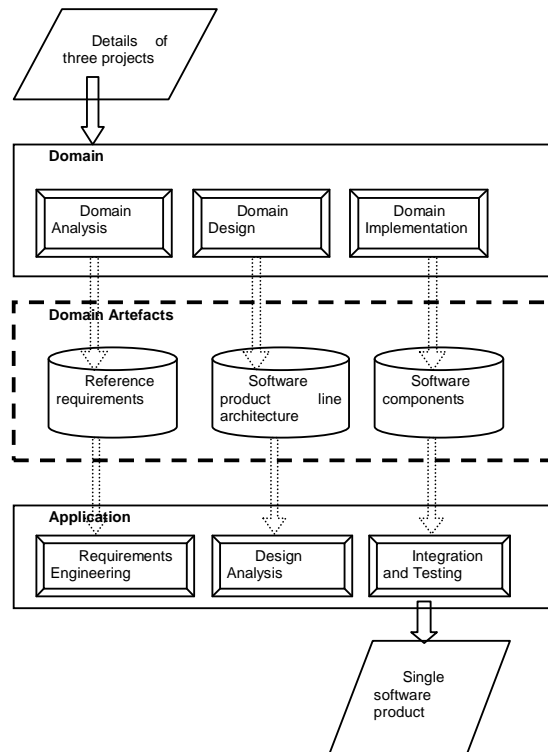 Details of
three projects
Domain
Domain
Analysis
Domain
Design
Domain
Implementation
Domain Artefacts
Reference
requirements
Software
product line
architecture
Software
components
Application
Requirements
Engineering
Design
Analysis
Integration
and Testing
Single
software
product